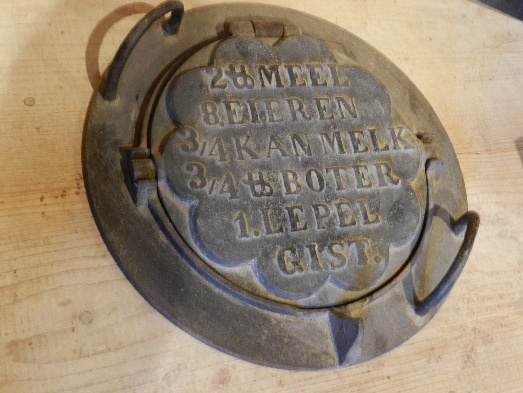 2 ℔ MEEL
8.EIEREN
3/4 KAN MELK
3/4 ℔ BOTER
1.LEPEL
GIST.